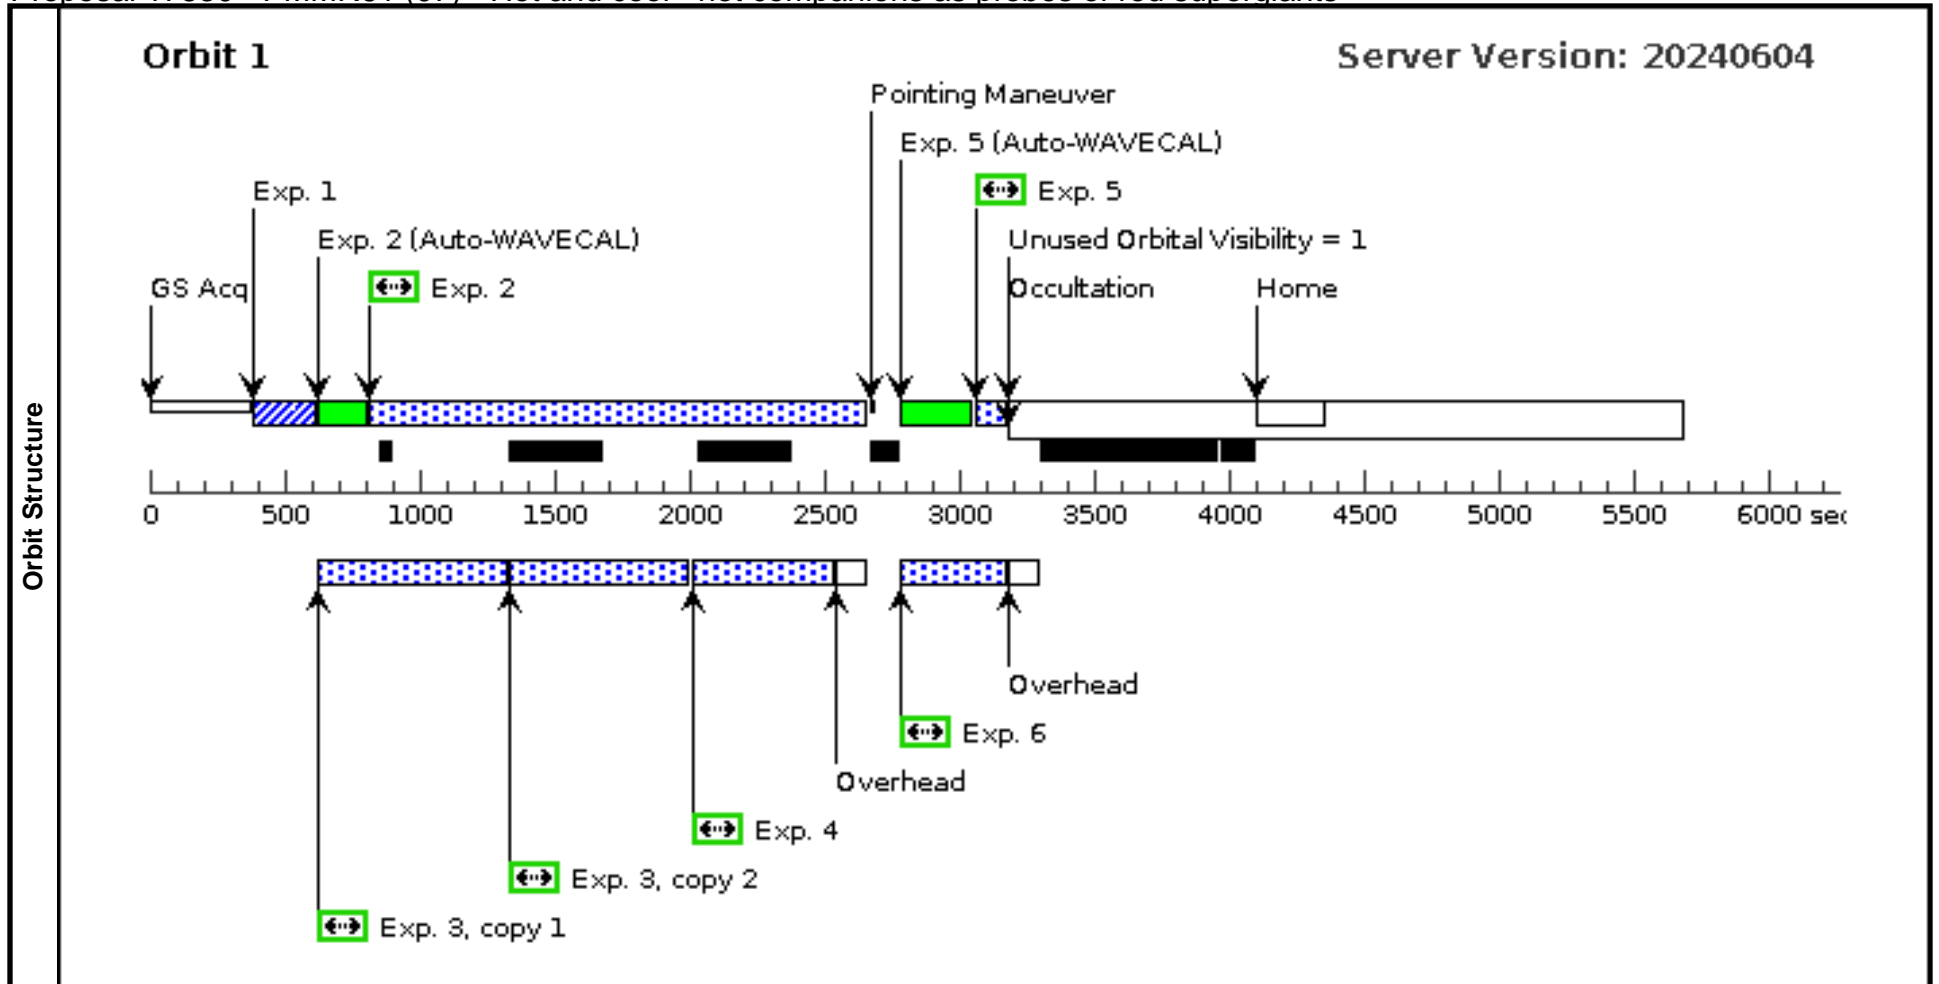 Orbit 1
Server Version: 20240604
Pointing Maneuver
Exp. 5 (Auto-WAVECAL)
Exp. 1
Exp. 5
Exp. 2 (Auto-WAVECAL)
Unused Orbital Visibility = 1
GS Acq
Exp. 2
Occultation
Home
Orbit Structure
0 500 1000 1500 2000 2500 3000 3500 4000 4500 5000 5500 6000 sec
Overhead
Exp. 6
Overhead
Exp. 4
Exp. 3, copy 2
Exp. 3, copy 1